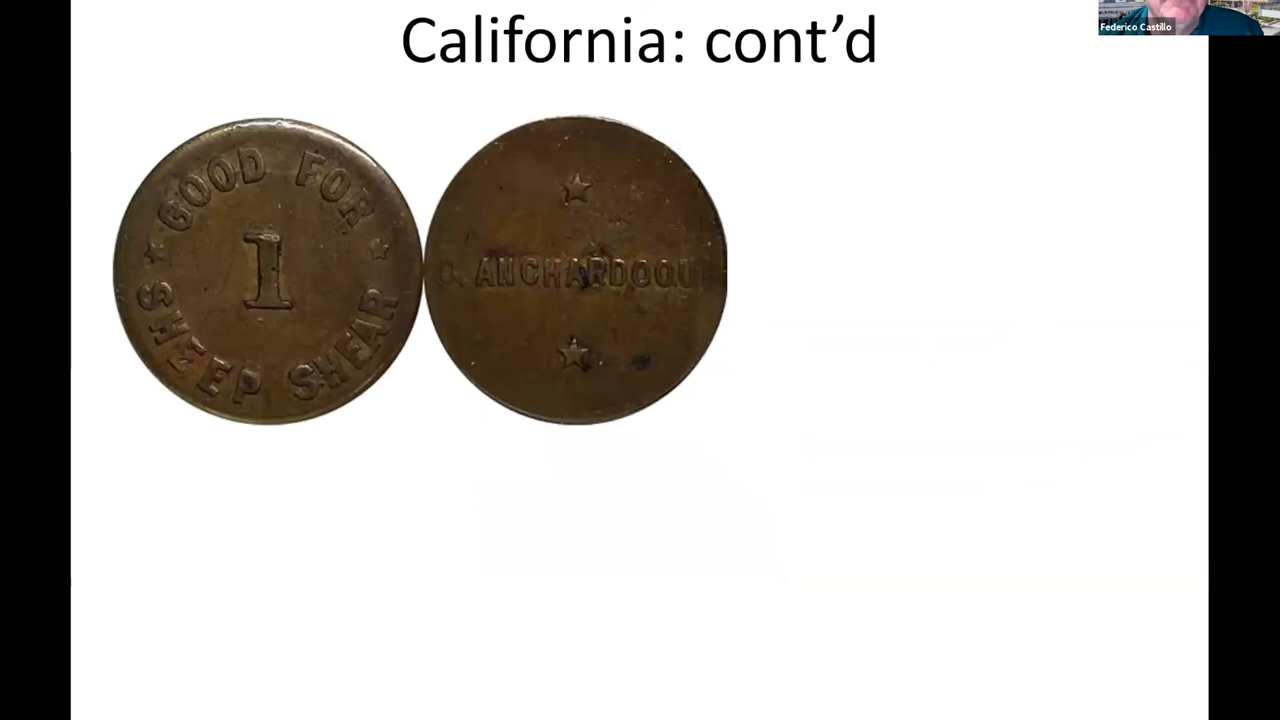 California: cont’d
Federico Castillo
GOOD FOR
1
SHEEP SHEAR
ANCHARDOQUI